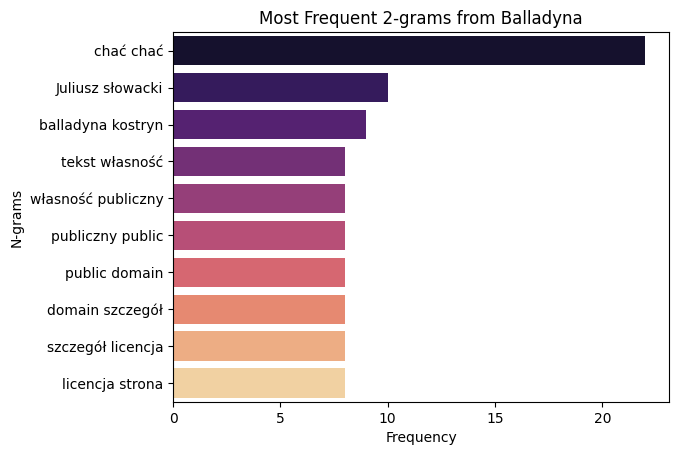 Most Frequent 2-grams from Balladyna
N-grams
chać chać
Juliusz słowacki
balladyna kostryn
tekst własność
własność publiczny
publiczny public
public domain
domain szczegół
szczegół licencja
licencja strona
0 5 10 15 20
Frequency